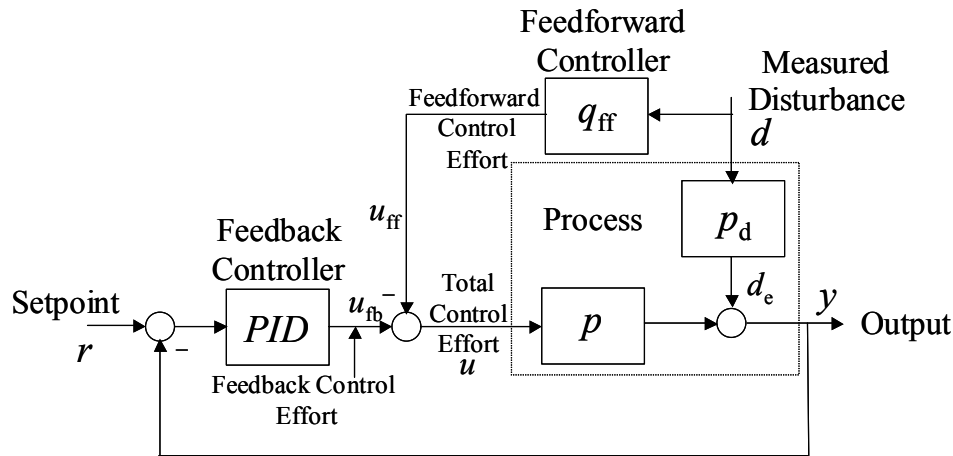 Feedforward
Controller
Measured
Disturbance
Feedforward
Control
Effort
q_ff
d
u_ff
Process
p_d
Feedback
Controller
d_e
Setpoint
r
−
PID
u_fb
−
Total
Control
Effort
u
p
y
Output
Feedback Control
Effort